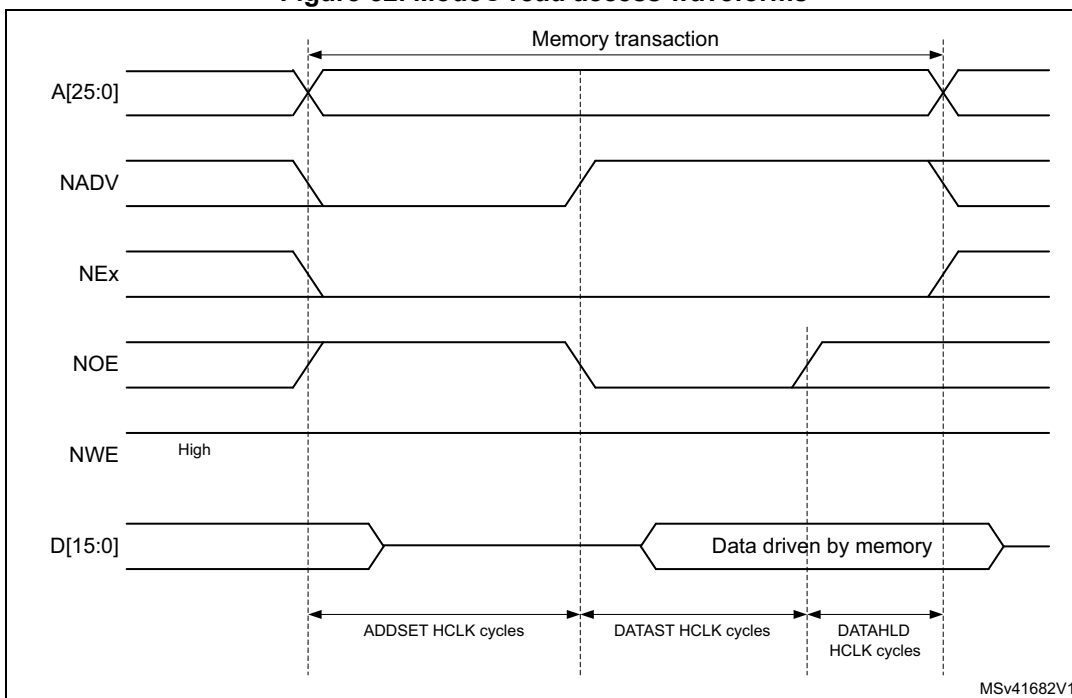 Memory transaction
A[25:0]
NADV
NEx
NOE
NWE
High
D[15:0]
Data driven by memory
ADDSET HCLK cycles
DATAST HCLK cycles
DATAHLD
HCLK cycles
MSv41682V1